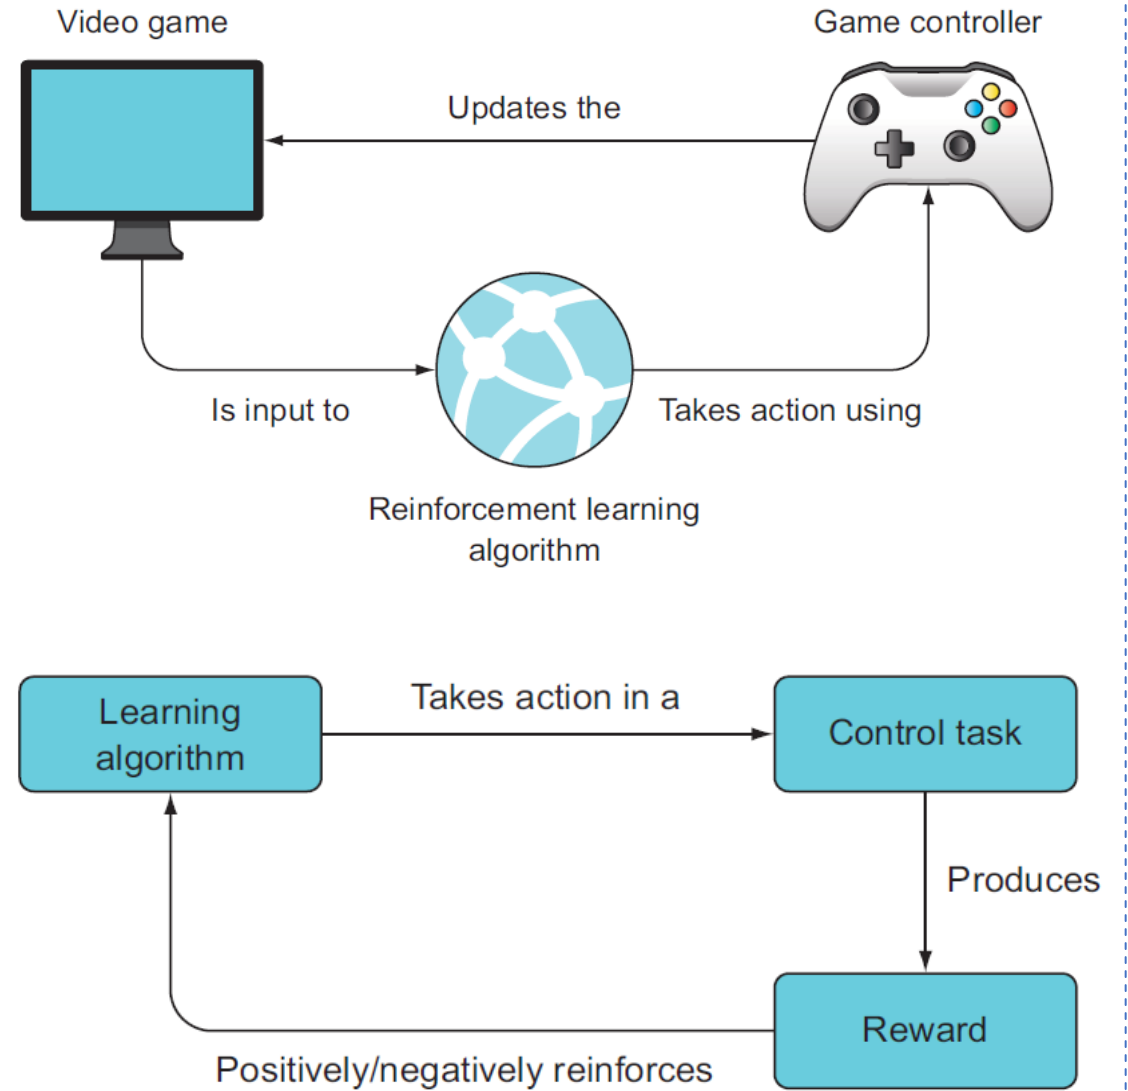 Video game
Game controller
Updates the
Is input to
Takes action using
Reinforcement learning
algorithm
Learning
algorithm
Takes action in a
Control task
Produces
Reward
Positively/negatively reinforces